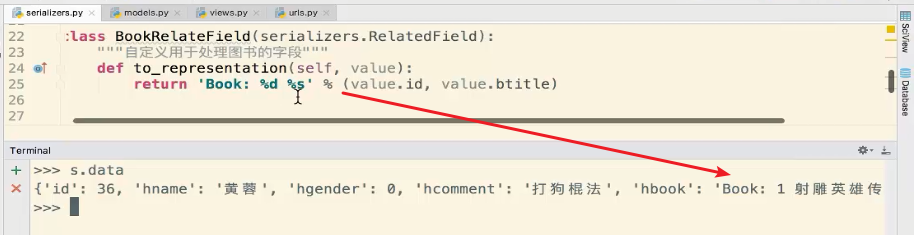 serializers.py × models.py × views.py × urls.py ×
22 :lass BookRelateField(serializers.RelatedField):
23 """自定义用于处理图书的字段"""
24 def to_representation(self, value):
25 return 'Book: %d %s' % (value.id, value.btitle)
26
27
SciView
Database
Terminal
>>> s.data
{'id': 36, 'hname': '黄蓉', 'hgender': 0, 'hcomment': '打狗棍法', 'hbook': 'Book: 1 射雕英雄传
>>>